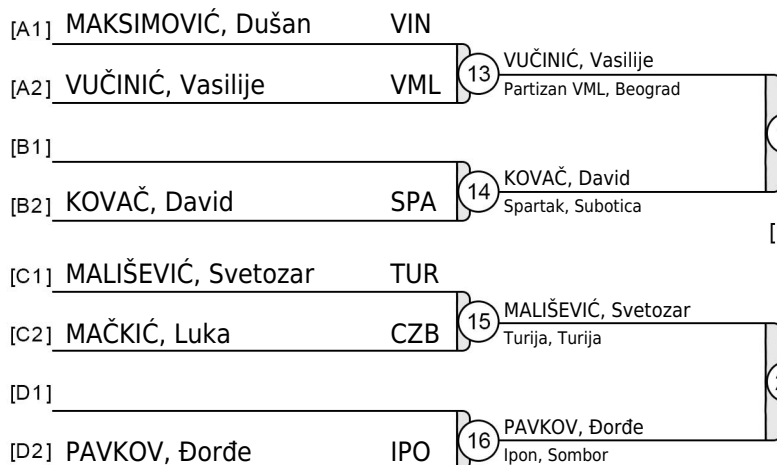 [A1] MAKSIMOVIĆ, Dušan VIN
[A2] VUČINIĆ, Vasilije VML
13 VUČINIĆ, Vasilije
Partizan VML, Beograd
[B1]
[B2] KOVAČ, David SPA
14 KOVAČ, David
Spartak, Subotica
[
[C1] MALIŠEVIĆ, Svetozar TUR
[C2] MAČKIĆ, Luka CZB
15 MALIŠEVIĆ, Svetozar
Turija, Turija
[D1]
[D2] PAVKOV, Đorđe IPO
16 PAVKOV, Đorđe
Ipon, Sombor